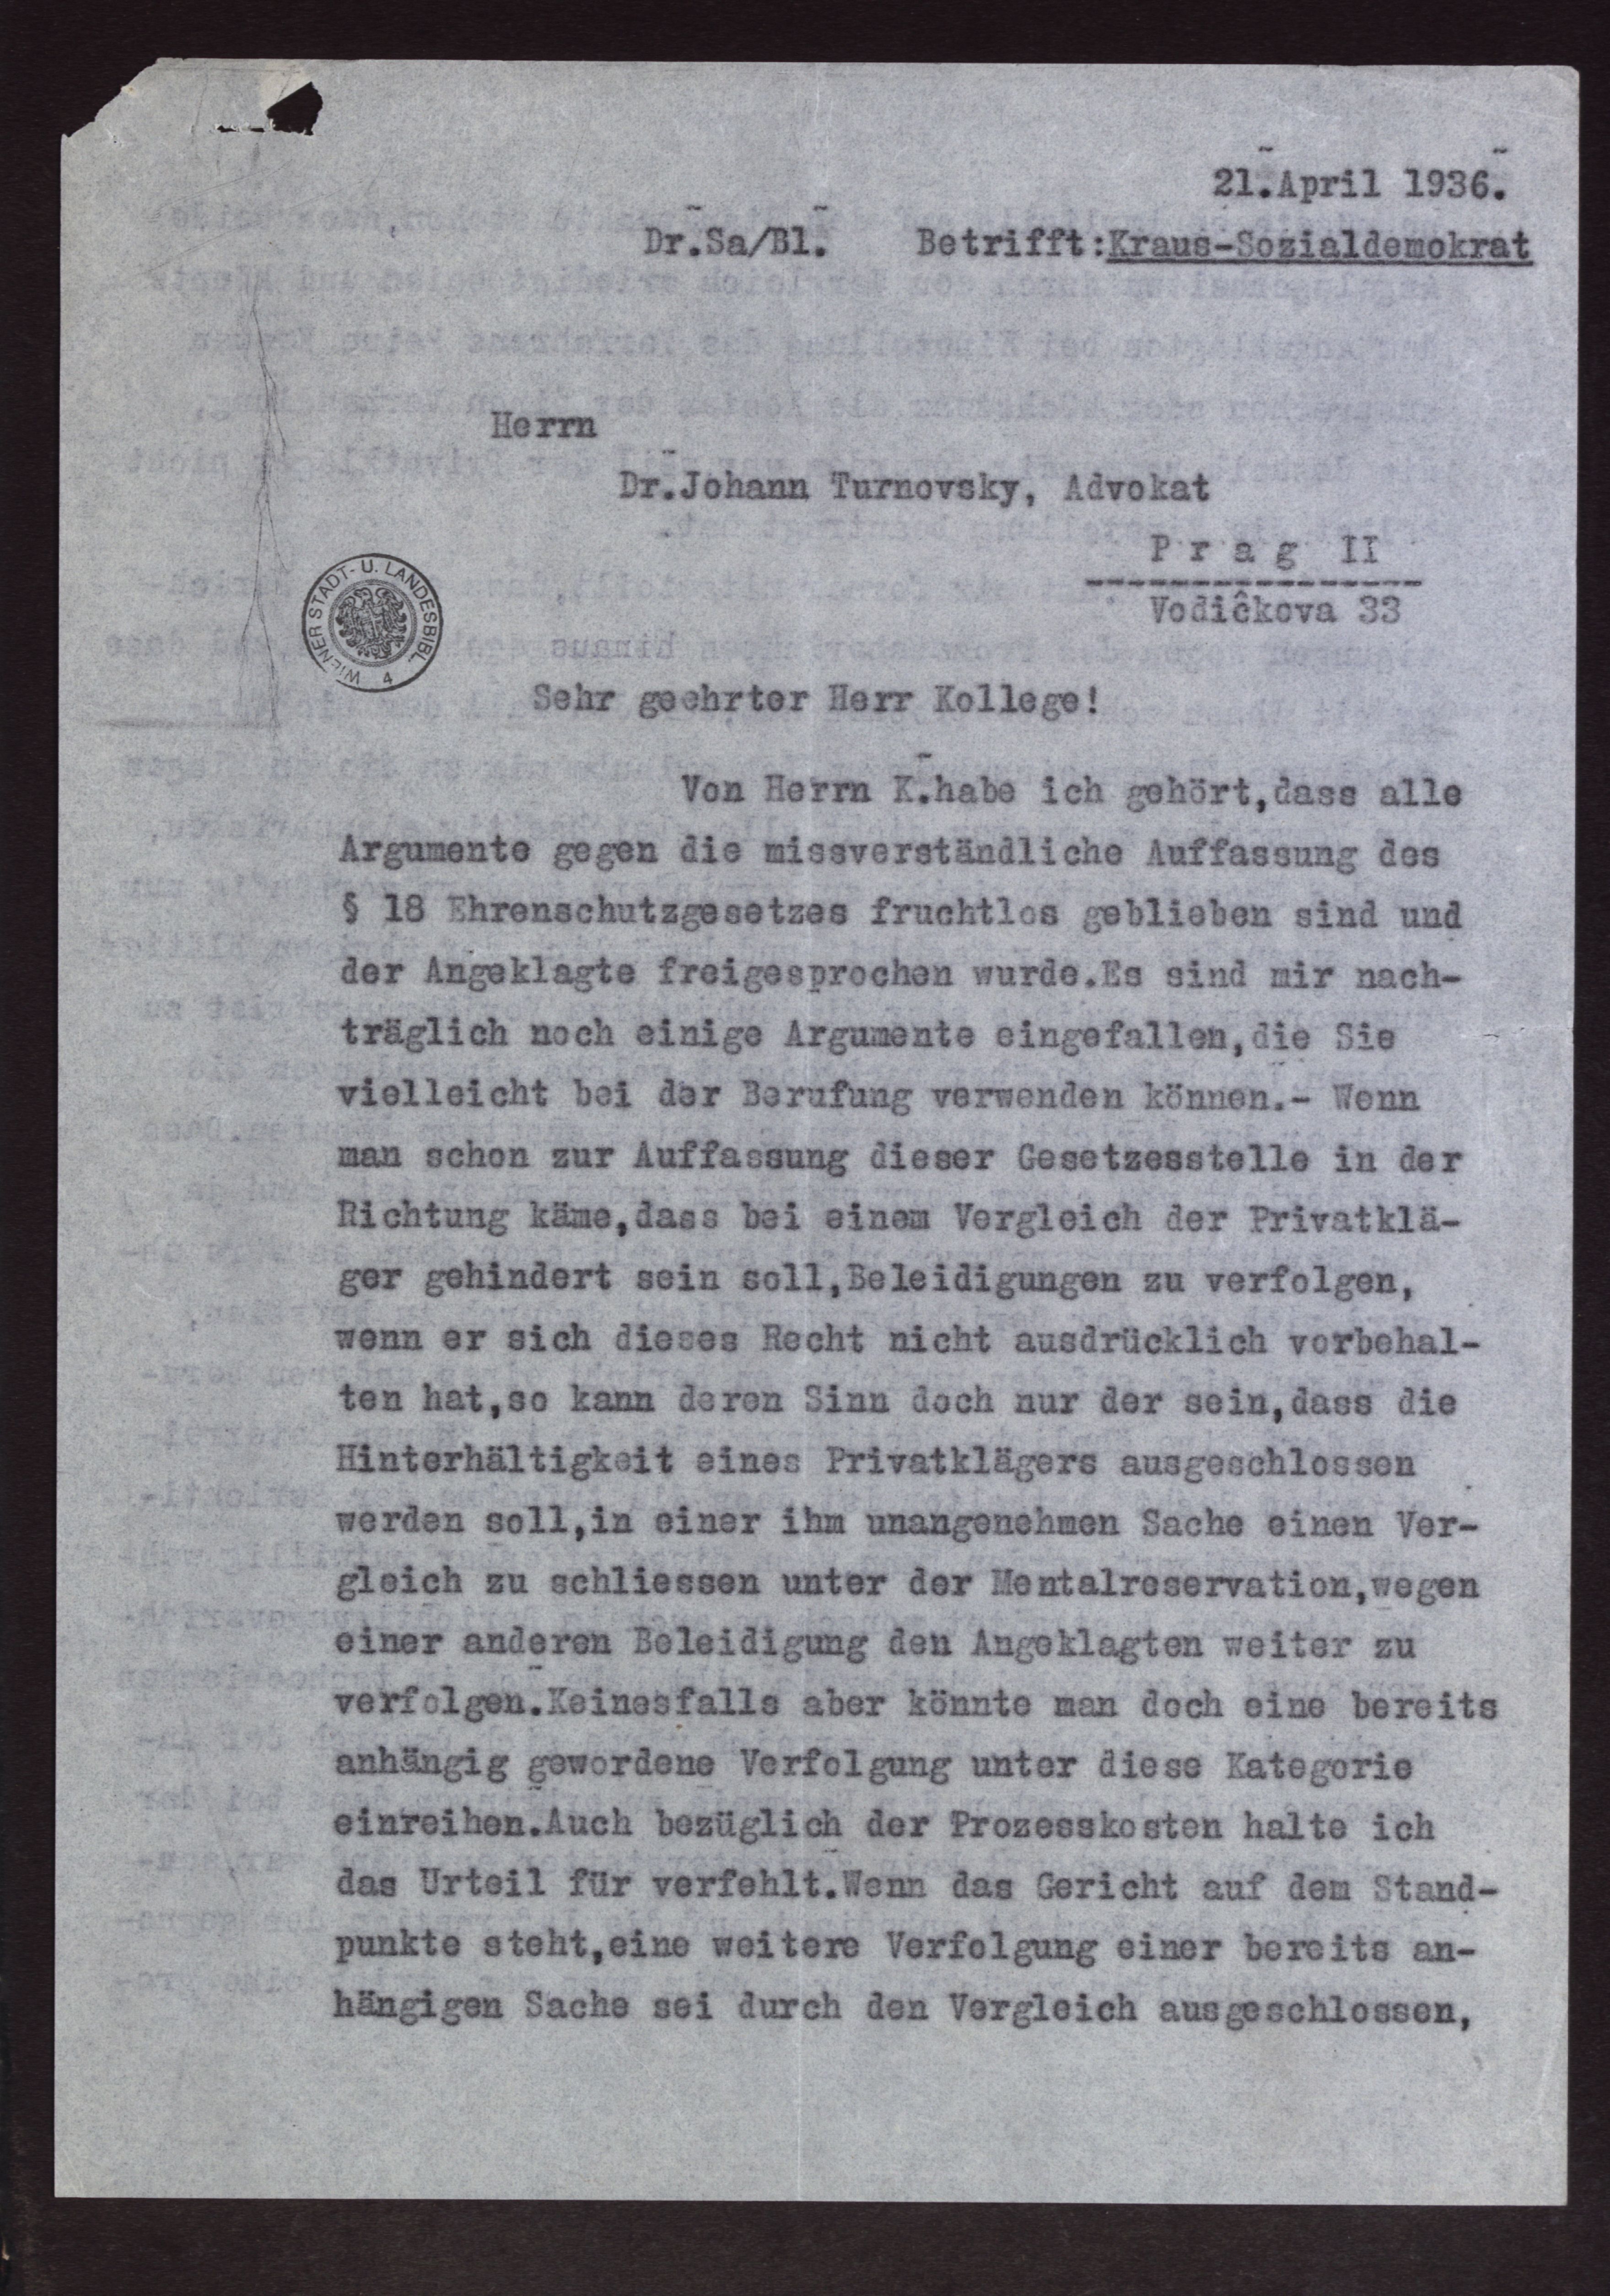 21.April 1936.
Dr.Sa/Bl. Betrifft:Kraus-Sozialdemokrat
Herrn
Dr.Johann Turnovsky, Advokat
P r a g II
Vodiĉkova 33
WIENER STADT- U. LANDESBIBL. 4
Sehr geehrter Herr Kollege!
Von Herrn K.habe ich gehört,dass alle
Argumente gegen die missverständliche Auffassung des
§ 18 Ehrenschutzgesetzes fruchtlos geblieben sind und
der Angeklagte freigesprochen wurde.Es sind mir nach-
träglich noch einige Argumente eingefallen,die Sie
vielleicht bei der Berufung verwenden können.- Wenn
man schon zur Auffassung dieser Gesetzesstelle in der
Richtung käme,dass bei einem Vergleich der Privatklä-
ger gehindert sein soll,Beleidigungen zu verfolgen,
wenn er sich dieses Recht nicht ausdrücklich vorbehal-
ten hat,so kann deren Sinn doch nur der sein,dass die
Hinterhältigkeit eines Privatklägers ausgeschlossen
werden soll,in einer ihm unangenehmen Sache einen Ver-
gleich zu schliessen unter der Mentalreservation,wegen
einer anderen Beleidigung den Angeklagten weiter zu
verfolgen.Keinesfalls aber könnte man doch eine bereits
anhängig gewordene Verfolgung unter diese Kategorie
einreihen.Auch bezüglich der Prozesskosten halte ich
das Urteil für verfehlt.Wenn das Gericht auf dem Stand-
punkte steht,eine weitere Verfolgung einer bereits an-
hängigen Sache sei durch den Vergleich ausgeschlossen,